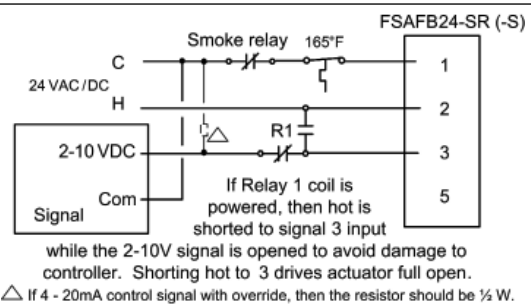 FSAFB24-SR (-S)
Smoke relay 165°F
C
1
24 VAC/DC
H
2
R1
2-10 VDC
3
If Relay 1 coil is
powered, then hot is
Com
5
shorted to signal 3 input
Signal
while the 2-10V signal is opened to avoid damage to
controller. Shorting hot to 3 drives actuator full open.
△ If 4 - 20mA control signal with override, then the resistor should be ½ W.